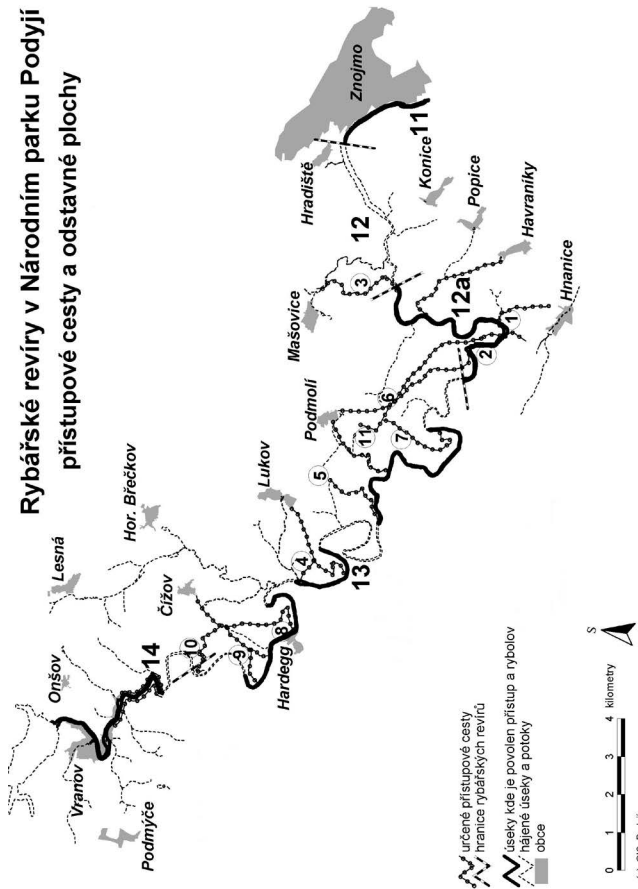 Rybářské revíry v Národním parku Podyjí
přístupové cesty a odstavné plochy
Znojmo
11
Hradiště
Konice
Popice
Havraníky
Hnanice
12
12a
Mašovice
3
1
2
6
Podmolí
11
7
5
Lukov
4
13
Hor. Břečkov
Lesná
Čížov
8
9
10
Hardegg
14
Onšov
Vranov
Podmýče
určené přístupové cesty
hranice rybářských revírů
úseky kde je povolen přístup a rybolov
hájené úseky a potoky
obce
S
0 1 2 3 4
kilometry